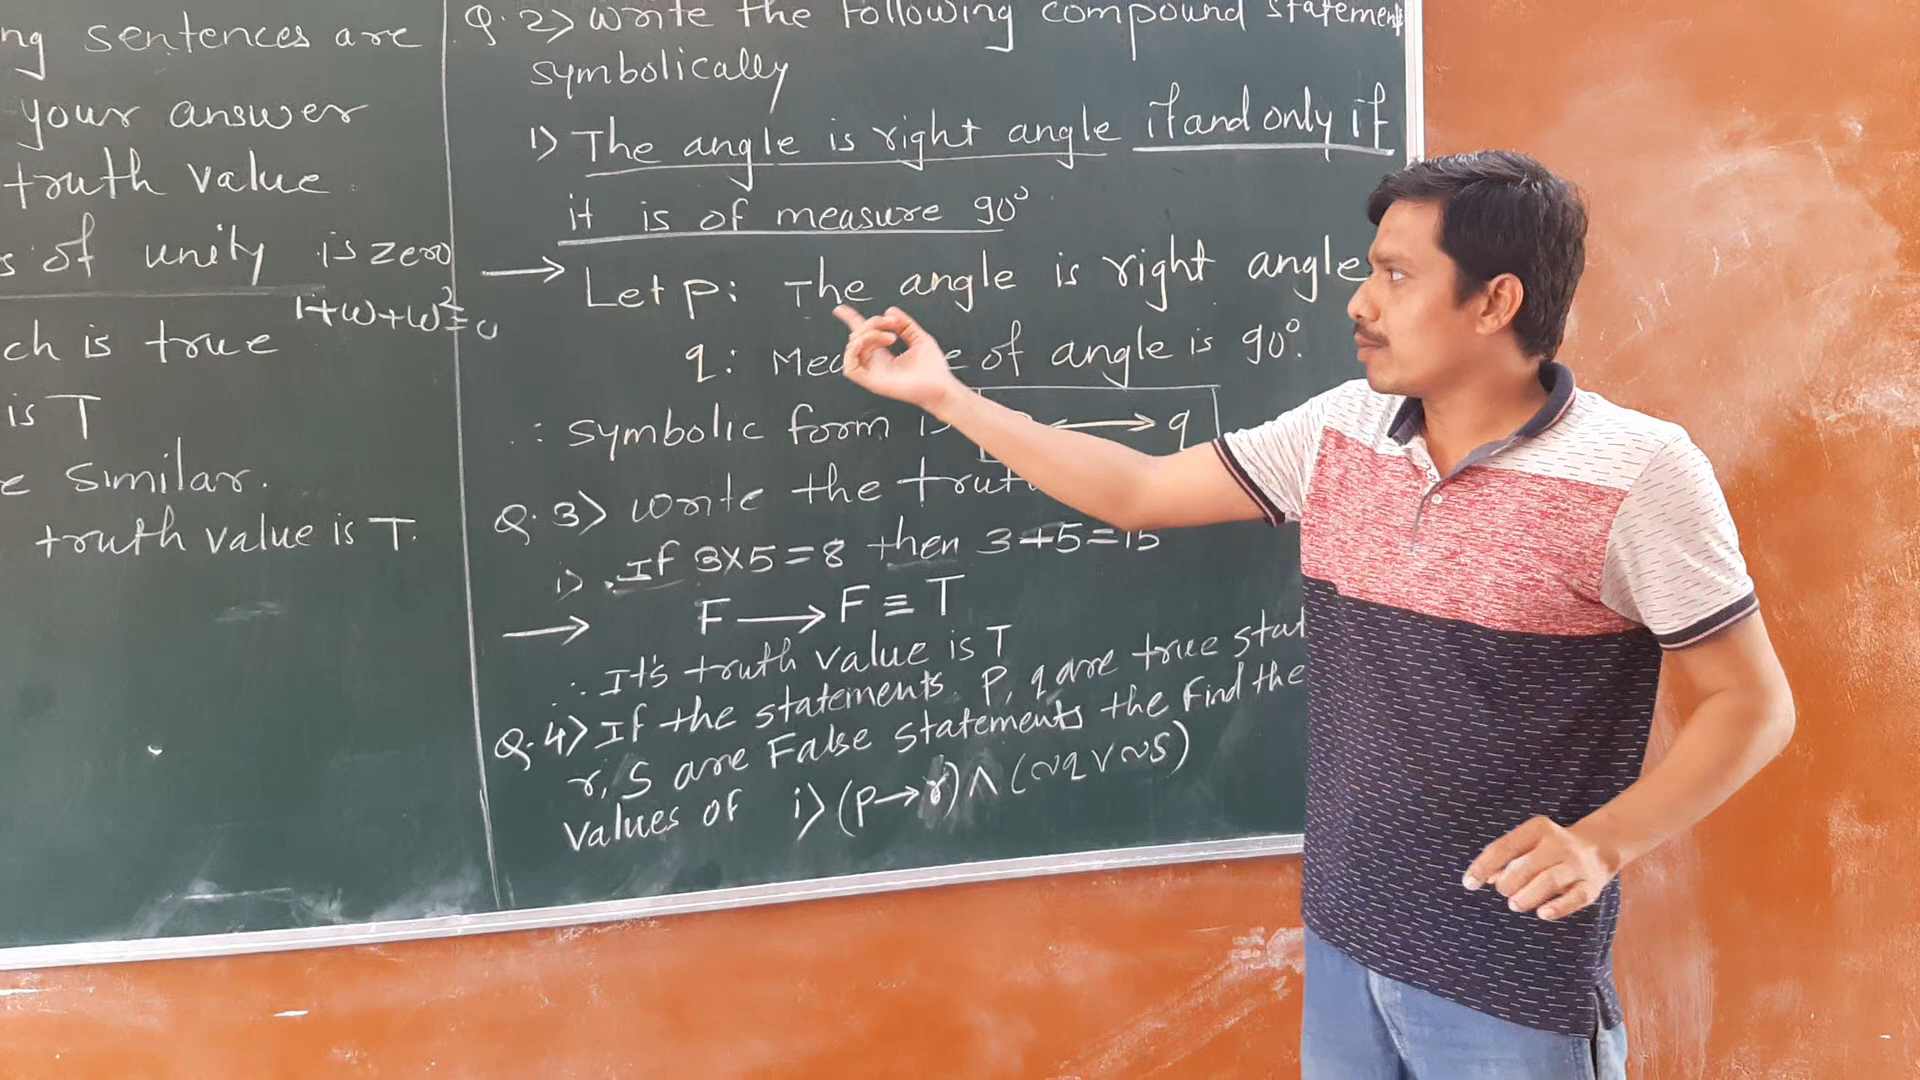 ng sentences are
your answer
truth value
s of unity is zero
1+ω+ω²=0
ch is true
is T
e similar.
truth value is T.
Q.2) Write the following compound statement
symbolically
1) The angle is right angle if and only if
it is of measure 90°
→ Let p: The angle is right angle
q: Mea e of angle is 90°.
∴ symbolic form is ⟷ q
Q.3) Write the trut
i) If 3×5=8 then 3+5=15
→ F → F ≡ T
∴ It's truth value is T
Q.4) If the statements p, q are true stat
r, s are False statements the Find the
values of i) (p→r)∧(~q∨~s)